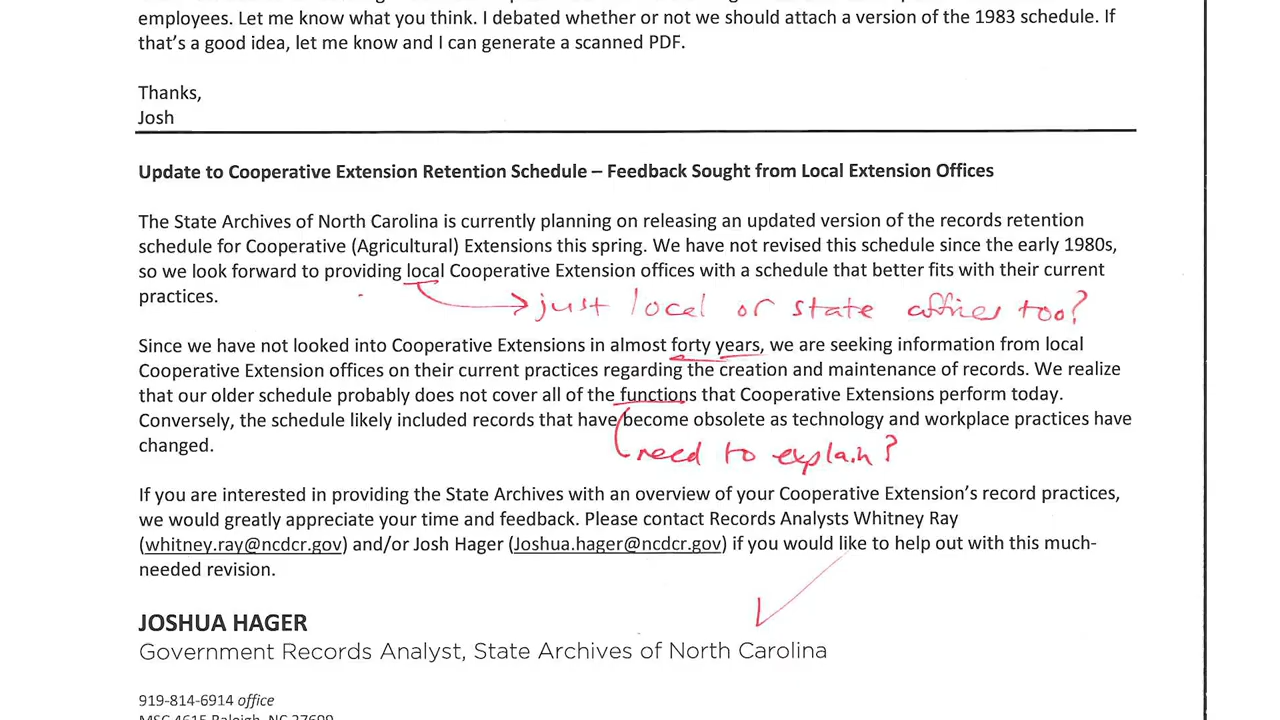 employees. Let me know what you think. I debated whether or not we should attach a version of the 1983 schedule. If
that's a good idea, let me know and I can generate a scanned PDF.
Thanks,
Josh
Update to Cooperative Extension Retention Schedule – Feedback Sought from Local Extension Offices
The State Archives of North Carolina is currently planning on releasing an updated version of the records retention
schedule for Cooperative (Agricultural) Extensions this spring. We have not revised this schedule since the early 1980s,
so we look forward to providing local Cooperative Extension offices with a schedule that better fits with their current
practices.
just local or state offices too?
Since we have not looked into Cooperative Extensions in almost forty years, we are seeking information from local
Cooperative Extension offices on their current practices regarding the creation and maintenance of records. We realize
that our older schedule probably does not cover all of the functions that Cooperative Extensions perform today.
Conversely, the schedule likely included records that have become obsolete as technology and workplace practices have
changed.
need to explain?
If you are interested in providing the State Archives with an overview of your Cooperative Extension's record practices,
we would greatly appreciate your time and feedback. Please contact Records Analysts Whitney Ray
(whitney.ray@ncdcr.gov) and/or Josh Hager (Joshua.hager@ncdcr.gov) if you would like to help out with this much-
needed revision.
JOSHUA HAGER
Government Records Analyst, State Archives of North Carolina
919-814-6914 office
MSC 4615 Raleigh, NC 27699